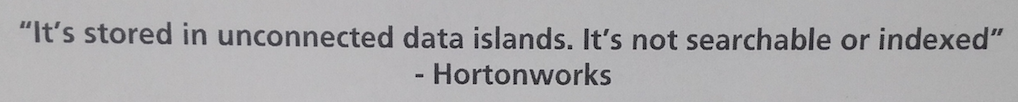 “It’s stored in unconnected data islands. It’s not searchable or indexed”
- Hortonworks